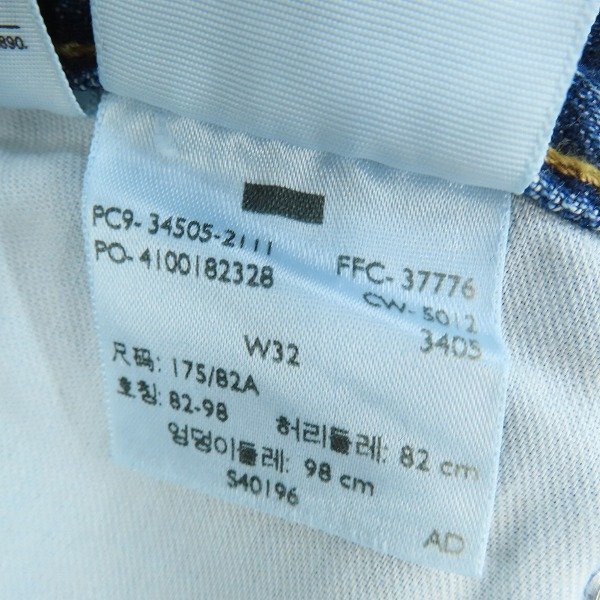 890.
PC9- 34505-2111
PO-4100182328
FFC- 37776
CW- 5012
3405
W32
尺码: 175/82A
호칭: 82-98
허리둘레: 82 cm
엉덩이둘레: 98 cm
S40196
AD